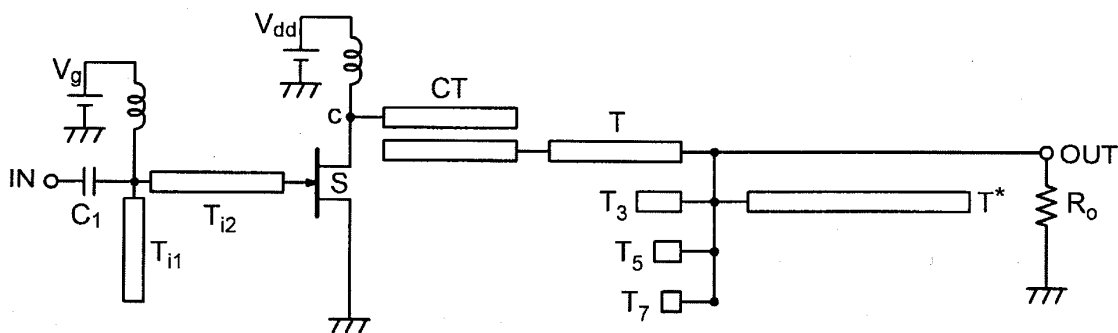 V_dd
V_g
CT
C
T
IN
S
OUT
C_1
T_i2
T_3
T*
R_o
T_i1
T_5
T_7